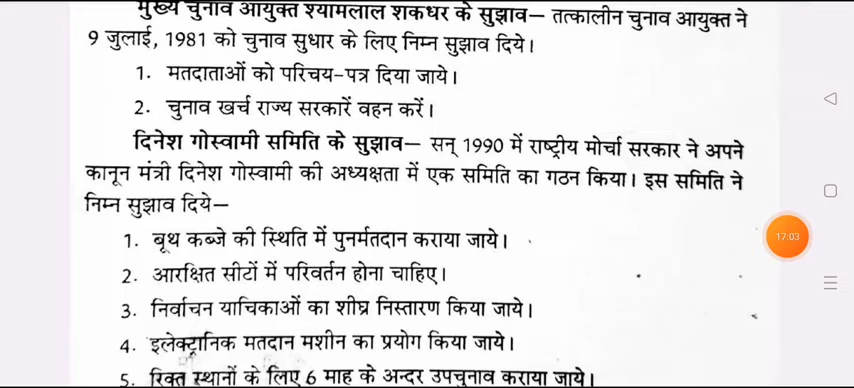 मुख्य चुनाव आयुक्त श्यामलाल शकधर के सुझाव— तत्कालीन चुनाव आयुक्त ने
9 जुलाई, 1981 को चुनाव सुधार के लिए निम्न सुझाव दिये।
1. मतदाताओं को परिचय-पत्र दिया जाये।
2. चुनाव खर्च राज्य सरकारें वहन करें।
दिनेश गोस्वामी समिति के सुझाव— सन् 1990 में राष्ट्रीय मोर्चा सरकार ने अपने
कानून मंत्री दिनेश गोस्वामी की अध्यक्षता में एक समिति का गठन किया। इस समिति ने
निम्न सुझाव दिये—
1. बूथ कब्जे की स्थिति में पुनर्मतदान कराया जाये।
2. आरक्षित सीटों में परिवर्तन होना चाहिए।
17:03
3. निर्वाचन याचिकाओं का शीघ्र निस्तारण किया जाये।
4. इलेक्ट्रानिक मतदान मशीन का प्रयोग किया जाये।
5. रिक्त स्थानों के लिए 6 माह के अन्दर उपचुनाव कराया जाये।